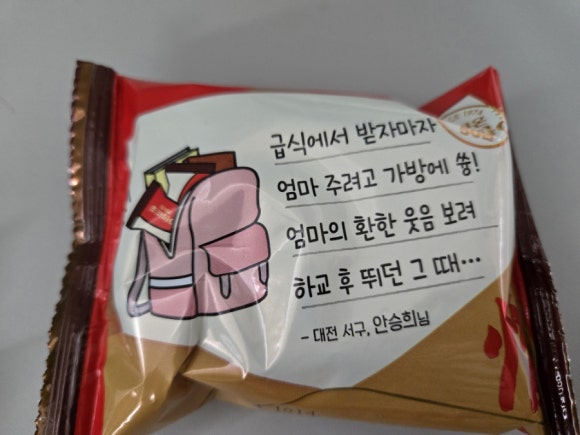 급식에서 받자마자
엄마 주려고 가방에 쓩!
엄마의 환한 웃음 보려
하교 후 뛰던 그 때…
- 대전 서구, 안승희님